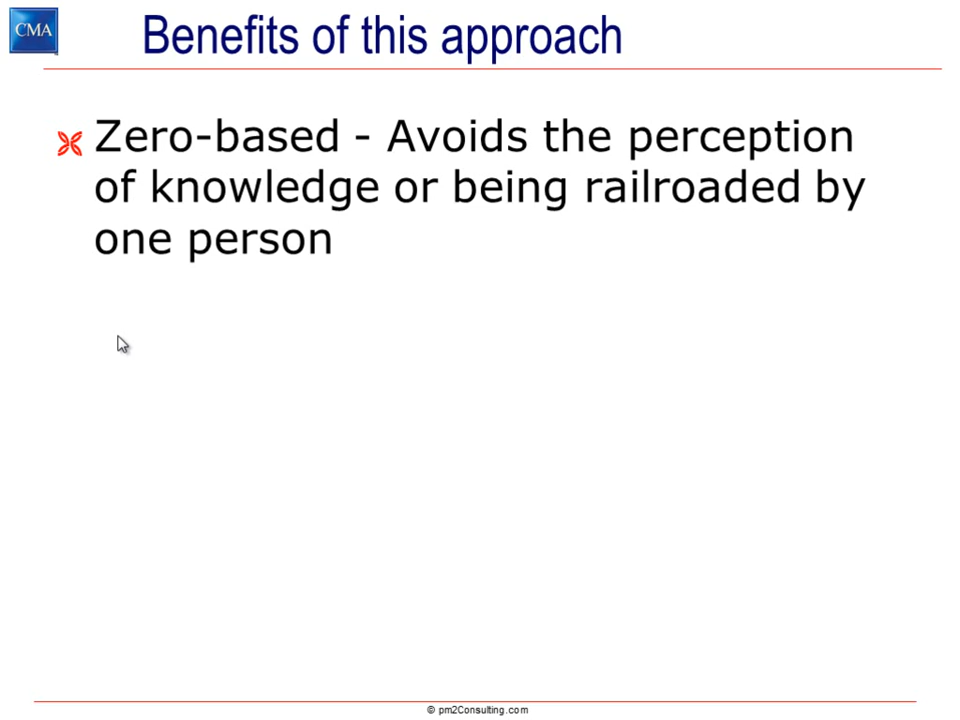 CMA
Benefits of this approach
Zero-based - Avoids the perception
of knowledge or being railroaded by
one person
© pm2Consulting.com